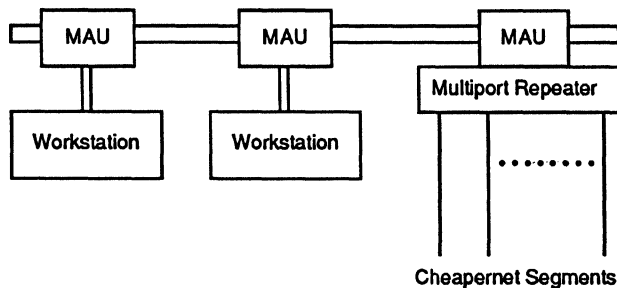 MAU
MAU
MAU
Multiport Repeater
Workstation
Workstation
Cheapernet Segments